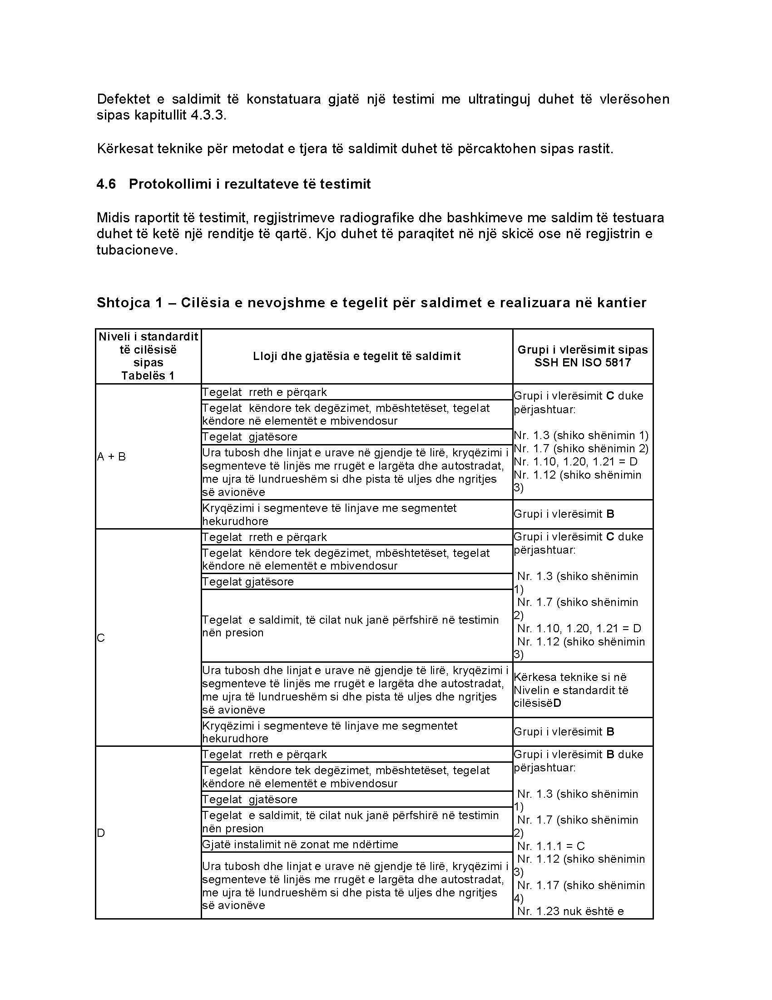 Defektet e saldimit të konstatuara gjatë një testimi me ultratinguj duhet të vlerësohen
sipas kapitullit 4.3.3.
Kërkesat teknike për metodat e tjera të saldimit duhet të përcaktohen sipas rastit.
4.6 Protokollimi i rezultateve të testimit
Midis raportit të testimit, regjistrimeve radiografike dhe bashkimeve me saldim të testuara
duhet të ketë një renditje të qartë. Kjo duhet të paraqitet në një skicë ose në regjistrin e
tubacioneve.
Shtojca 1 – Cilësia e nevojshme e tegelit për saldimet e realizuara në kantier
Niveli i standardit
të cilësisë
sipas
Tabelës 1
Lloji dhe gjatësia e tegelit të saldimit
Grupi i vlerësimit sipas
SSH EN ISO 5817
A + B
Tegelat rreth e përqark
Tegelat këndore tek degëzimet, mbështetëset, tegelat
këndore në elementët e mbivendosur
Tegelat gjatësore
Ura tubosh dhe linjat e urave në gjendje të lirë, kryqëzimi i
segmenteve të linjës me rrugët e largëta dhe autostradat,
me ujra të lundrueshëm si dhe pista të uljes dhe ngritjes
së avionëve
Grupi i vlerësimit C duke
përjashtuar:
Nr. 1.3 (shiko shënimin 1)
Nr. 1.7 (shiko shënimin 2)
Nr. 1.10, 1.20, 1.21 = D
Nr. 1.12 (shiko shënimin
3)
Kryqëzimi i segmenteve të linjave me segmentet
hekurudhore
Grupi i vlerësimit B
C
Tegelat rreth e përqark
Tegelat këndore tek degëzimet, mbështetëset, tegelat
këndore në elementët e mbivendosur
Tegelat gjatësore
Tegelat e saldimit, të cilat nuk janë përfshirë në testimin
nën presion
Grupi i vlerësimit C duke
përjashtuar:
Nr. 1.3 (shiko shënimin
1)
Nr. 1.7 (shiko shënimin
2)
Nr. 1.10, 1.20, 1.21 = D
Nr. 1.12 (shiko shënimin
3)
Ura tubosh dhe linjat e urave në gjendje të lirë, kryqëzimi i
segmenteve të linjës me rrugët e largëta dhe autostradat,
me ujra të lundrueshëm si dhe pista të uljes dhe ngritjes
së avionëve
Kërkesa teknike si në
Nivelin e standardit të
cilësisëD
Kryqëzimi i segmenteve të linjave me segmentet
hekurudhore
Grupi i vlerësimit B
D
Tegelat rreth e përqark
Tegelat këndore tek degëzimet, mbështetëset, tegelat
këndore në elementët e mbivendosur
Tegelat gjatësore
Tegelat e saldimit, të cilat nuk janë përfshirë në testimin
nën presion
Gjatë instalimit në zonat me ndërtime
Ura tubosh dhe linjat e urave në gjendje të lirë, kryqëzimi i
segmenteve të linjës me rrugët e largëta dhe autostradat,
me ujra të lundrueshëm si dhe pista të uljes dhe ngritjes
së avionëve
Grupi i vlerësimit B duke
përjashtuar:
Nr. 1.3 (shiko shënimin
1)
Nr. 1.7 (shiko shënimin
2)
Nr. 1.1.1 = C
Nr. 1.12 (shiko shënimin
3)
Nr. 1.17 (shiko shënimin
4)
Nr. 1.23 nuk është e